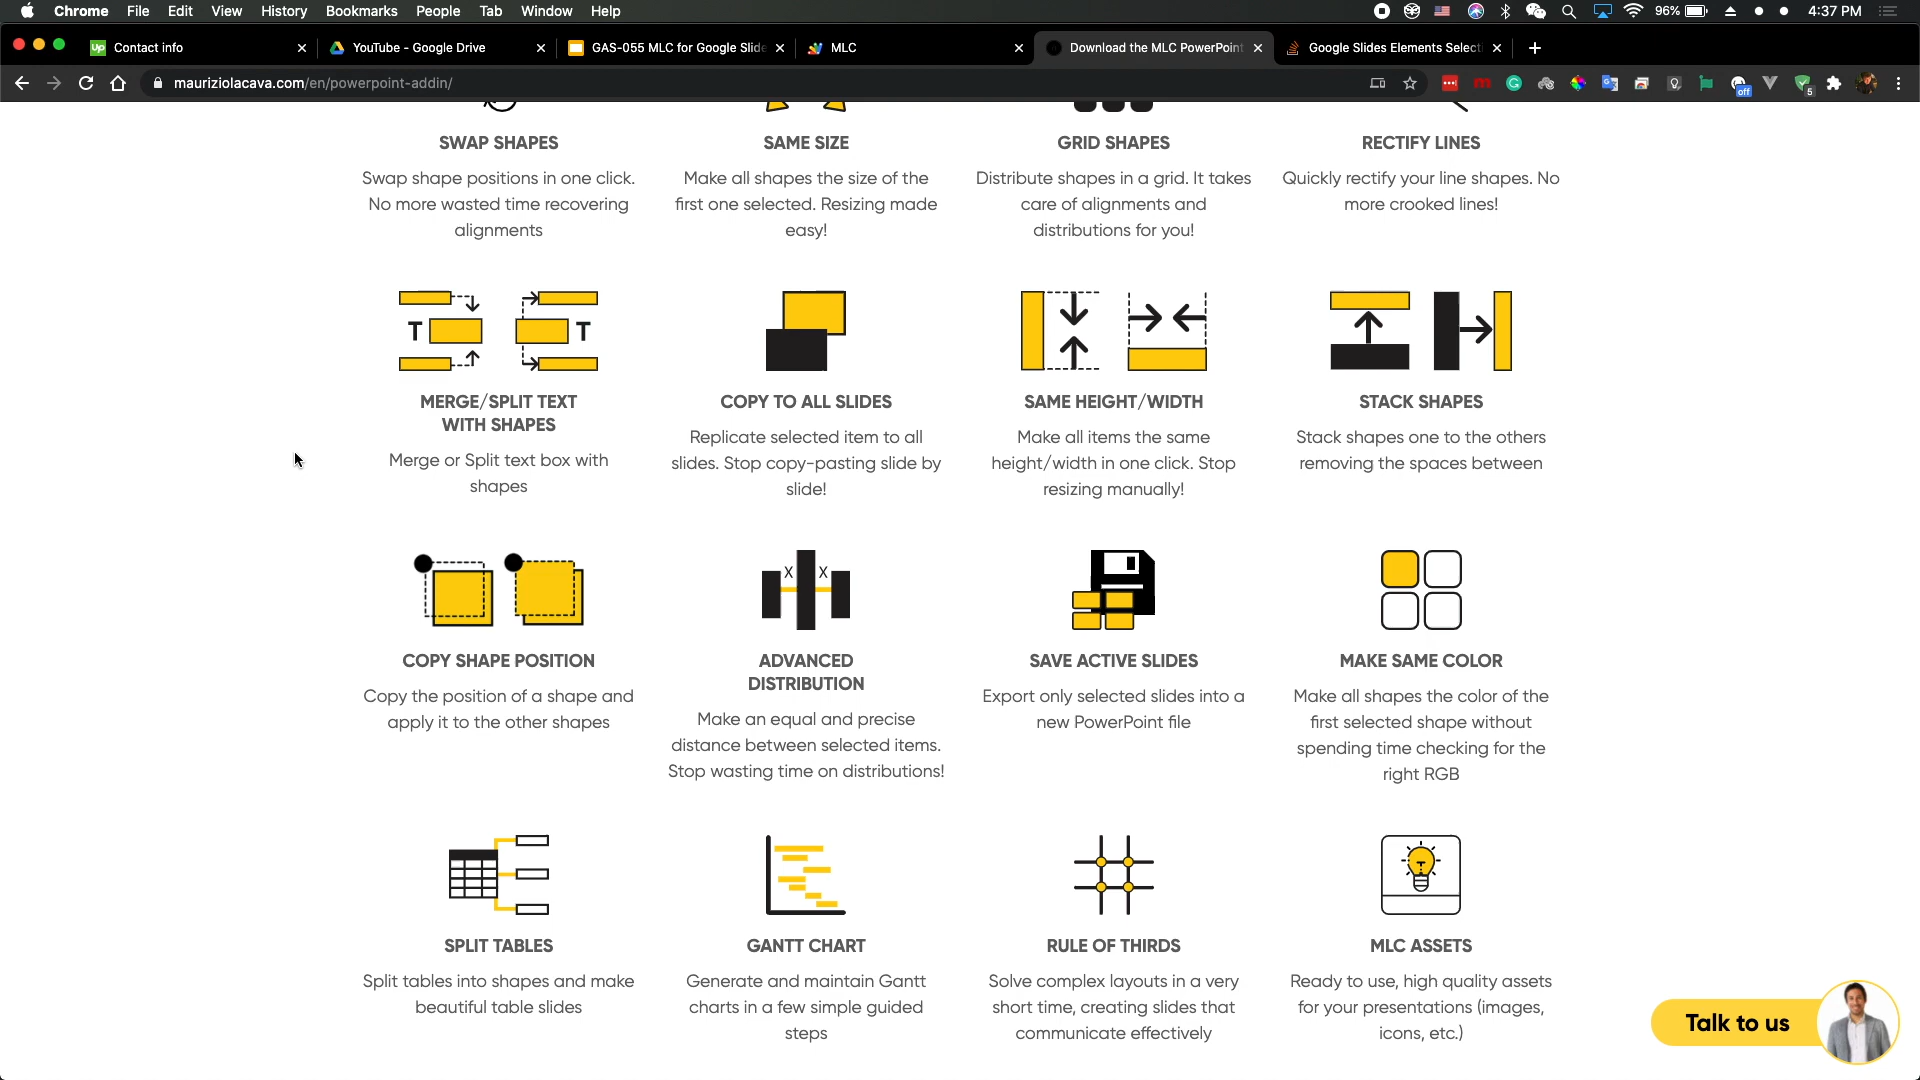 Chrome File Edit View History Bookmarks People Tab Window Help 96% 4:37 PM
Up Contact info YouTube - Google Drive GAS-055 MLC for Google Slide MLC Download the MLC PowerPoint Google Slides Elements Selecti
mauriziolacava.com/en/powerpoint-addin/ off 5
SWAP SHAPES
Swap shape positions in one click.
No more wasted time recovering
alignments
SAME SIZE
Make all shapes the size of the
first one selected. Resizing made
easy!
GRID SHAPES
Distribute shapes in a grid. It takes
care of alignments and
distributions for you!
RECTIFY LINES
Quickly rectify your line shapes. No
more crooked lines!
T T
MERGE/SPLIT TEXT
WITH SHAPES
Merge or Split text box with
shapes
COPY TO ALL SLIDES
Replicate selected item to all
slides. Stop copy-pasting slide by
slide!
SAME HEIGHT/WIDTH
Make all items the same
height/width in one click. Stop
resizing manually!
STACK SHAPES
Stack shapes one to the others
removing the spaces between
COPY SHAPE POSITION
Copy the position of a shape and
apply it to the other shapes
X X
ADVANCED
DISTRIBUTION
Make an equal and precise
distance between selected items.
Stop wasting time on distributions!
SAVE ACTIVE SLIDES
Export only selected slides into a
new PowerPoint file
MAKE SAME COLOR
Make all shapes the color of the
first selected shape without
spending time checking for the
right RGB
SPLIT TABLES
Split tables into shapes and make
beautiful table slides
GANTT CHART
Generate and maintain Gantt
charts in a few simple guided
steps
RULE OF THIRDS
Solve complex layouts in a very
short time, creating slides that
communicate effectively
MLC ASSETS
Ready to use, high quality assets
for your presentations (images,
icons, etc.)
Talk to us